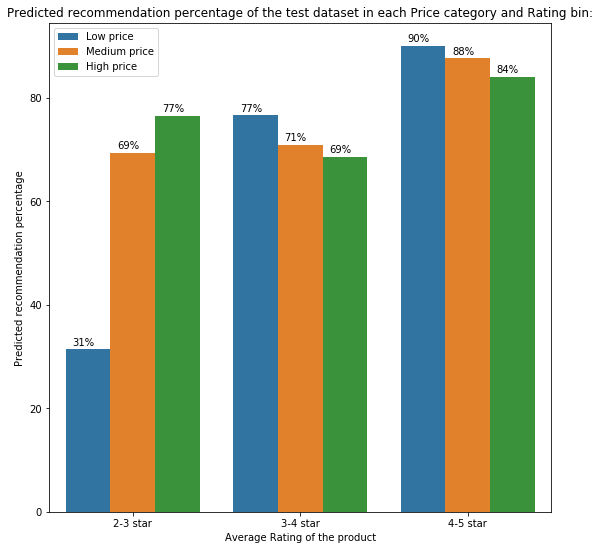 Predicted recommendation percentage of the test dataset in each Price category and Rating bin:
Low price
Medium price
High price
90%
88%
84%
77%
77%
71%
69%
69%
31%
80
60
40
20
0
Predicted recommendation percentage
2-3 star
3-4 star
4-5 star
Average Rating of the product